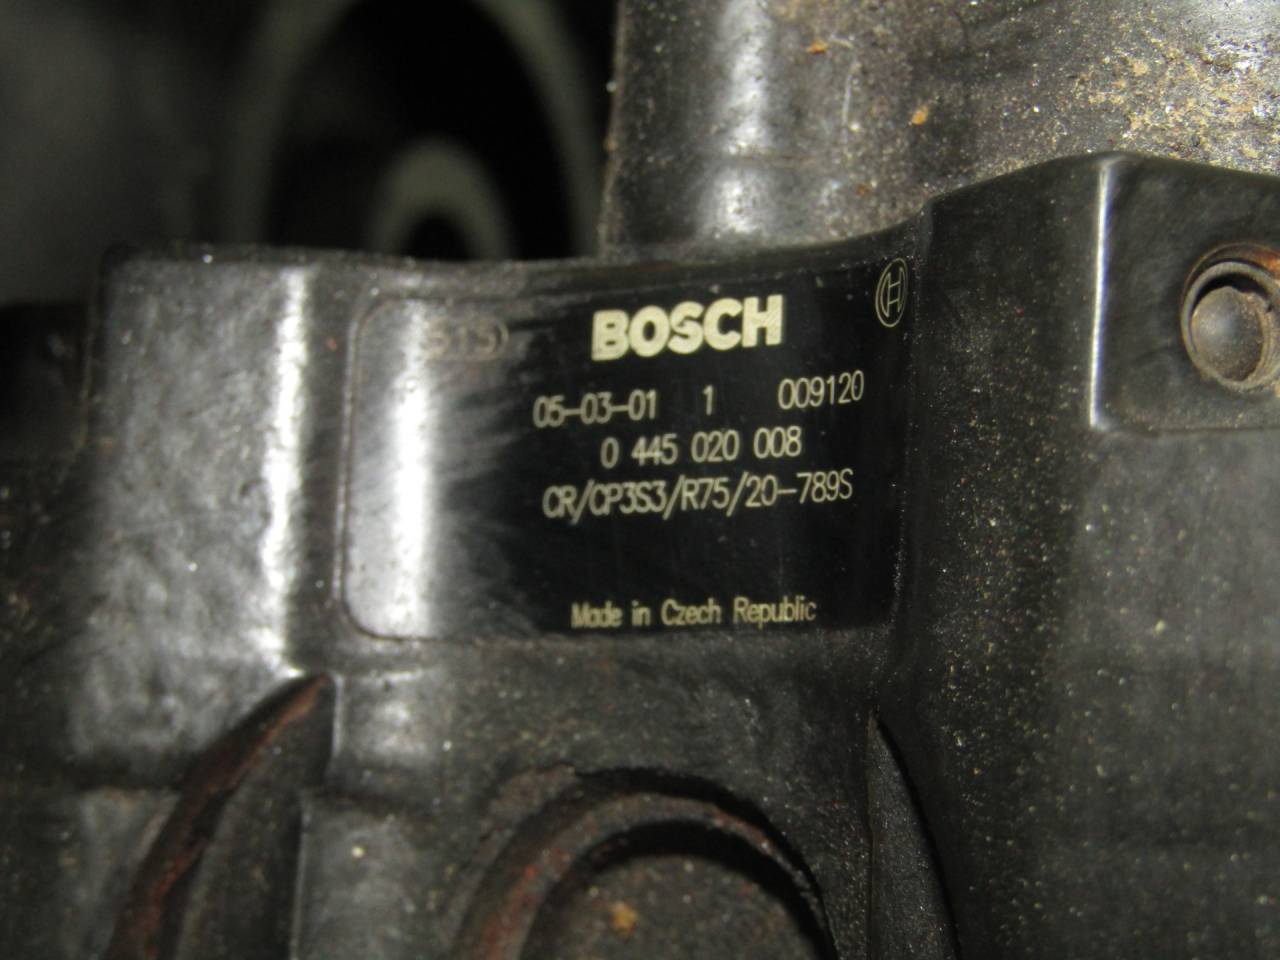 BOSCH
05-03-01 1 009120
0 445 020 008
CR/CP3S3/R75/20-789S
Made in Czech Republic